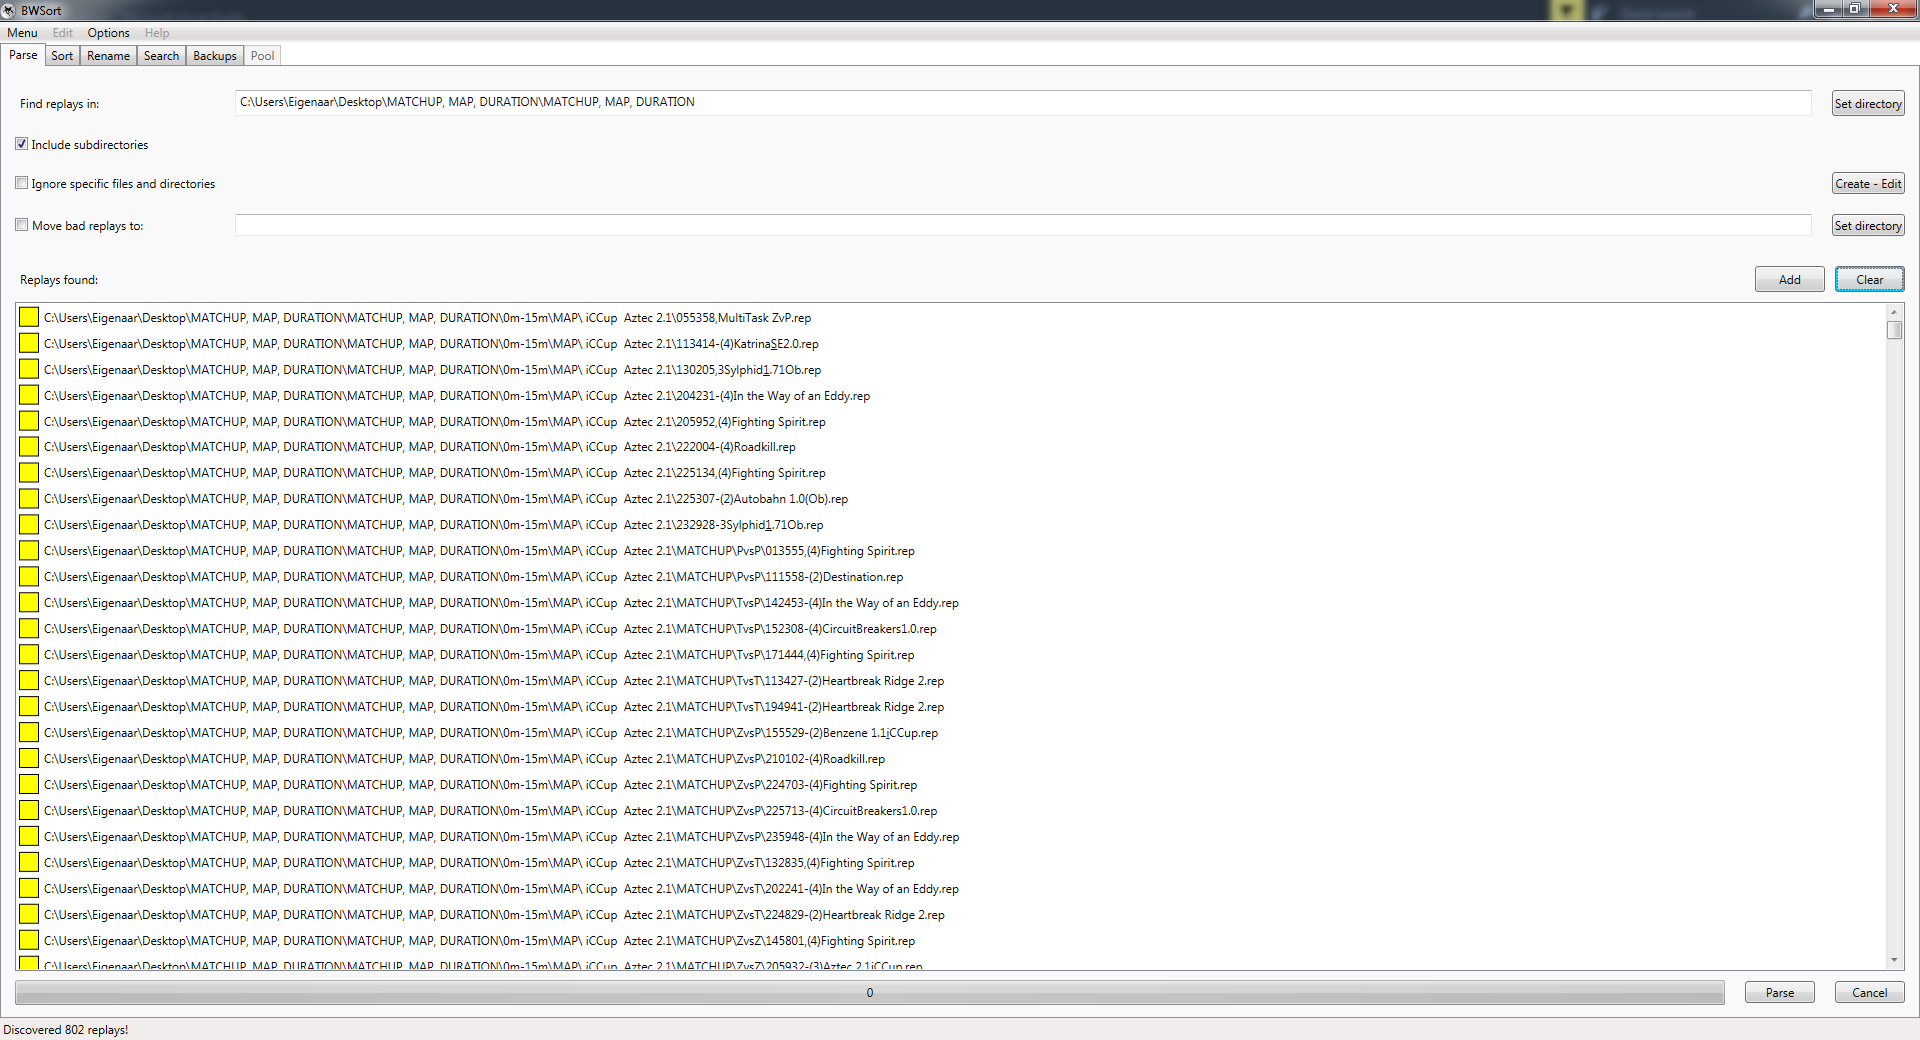 BWSort
Menu Edit Options Help
Parse Sort Rename Search Backups Pool
Find replays in: C:\Users\Eigenaar\Desktop\MATCHUP, MAP, DURATION\MATCHUP, MAP, DURATION Set directory
Include subdirectories
Ignore specific files and directories Create - Edit
Move bad replays to: Set directory
Replays found: Add Clear
C:\Users\Eigenaar\Desktop\MATCHUP, MAP, DURATION\MATCHUP, MAP, DURATION\0m-15m\MAP\ iCCup  Aztec 2.1\055358,MultiTask ZvP.rep
C:\Users\Eigenaar\Desktop\MATCHUP, MAP, DURATION\MATCHUP, MAP, DURATION\0m-15m\MAP\ iCCup  Aztec 2.1\113414-(4)KatrinaSE2.0.rep
C:\Users\Eigenaar\Desktop\MATCHUP, MAP, DURATION\MATCHUP, MAP, DURATION\0m-15m\MAP\ iCCup  Aztec 2.1\130205,3Sylphid1.71Ob.rep
C:\Users\Eigenaar\Desktop\MATCHUP, MAP, DURATION\MATCHUP, MAP, DURATION\0m-15m\MAP\ iCCup  Aztec 2.1\204231-(4)In the Way of an Eddy.rep
C:\Users\Eigenaar\Desktop\MATCHUP, MAP, DURATION\MATCHUP, MAP, DURATION\0m-15m\MAP\ iCCup  Aztec 2.1\205952,(4)Fighting Spirit.rep
C:\Users\Eigenaar\Desktop\MATCHUP, MAP, DURATION\MATCHUP, MAP, DURATION\0m-15m\MAP\ iCCup  Aztec 2.1\222004-(4)Roadkill.rep
C:\Users\Eigenaar\Desktop\MATCHUP, MAP, DURATION\MATCHUP, MAP, DURATION\0m-15m\MAP\ iCCup  Aztec 2.1\225134,(4)Fighting Spirit.rep
C:\Users\Eigenaar\Desktop\MATCHUP, MAP, DURATION\MATCHUP, MAP, DURATION\0m-15m\MAP\ iCCup  Aztec 2.1\225307-(2)Autobahn 1.0(Ob).rep
C:\Users\Eigenaar\Desktop\MATCHUP, MAP, DURATION\MATCHUP, MAP, DURATION\0m-15m\MAP\ iCCup  Aztec 2.1\232928-3Sylphid1.71Ob.rep
C:\Users\Eigenaar\Desktop\MATCHUP, MAP, DURATION\MATCHUP, MAP, DURATION\0m-15m\MAP\ iCCup  Aztec 2.1\MATCHUP\PvsP\013555,(4)Fighting Spirit.rep
C:\Users\Eigenaar\Desktop\MATCHUP, MAP, DURATION\MATCHUP, MAP, DURATION\0m-15m\MAP\ iCCup  Aztec 2.1\MATCHUP\PvsP\111558-(2)Destination.rep
C:\Users\Eigenaar\Desktop\MATCHUP, MAP, DURATION\MATCHUP, MAP, DURATION\0m-15m\MAP\ iCCup  Aztec 2.1\MATCHUP\TvsP\142453-(4)In the Way of an Eddy.rep
C:\Users\Eigenaar\Desktop\MATCHUP, MAP, DURATION\MATCHUP, MAP, DURATION\0m-15m\MAP\ iCCup  Aztec 2.1\MATCHUP\TvsP\152308-(4)CircuitBreakers1.0.rep
C:\Users\Eigenaar\Desktop\MATCHUP, MAP, DURATION\MATCHUP, MAP, DURATION\0m-15m\MAP\ iCCup  Aztec 2.1\MATCHUP\TvsP\171444,(4)Fighting Spirit.rep
C:\Users\Eigenaar\Desktop\MATCHUP, MAP, DURATION\MATCHUP, MAP, DURATION\0m-15m\MAP\ iCCup  Aztec 2.1\MATCHUP\TvsT\113427-(2)Heartbreak Ridge 2.rep
C:\Users\Eigenaar\Desktop\MATCHUP, MAP, DURATION\MATCHUP, MAP, DURATION\0m-15m\MAP\ iCCup  Aztec 2.1\MATCHUP\TvsT\194941-(2)Heartbreak Ridge 2.rep
C:\Users\Eigenaar\Desktop\MATCHUP, MAP, DURATION\MATCHUP, MAP, DURATION\0m-15m\MAP\ iCCup  Aztec 2.1\MATCHUP\ZvsP\155529-(2)Benzene 1.1iCCup.rep
C:\Users\Eigenaar\Desktop\MATCHUP, MAP, DURATION\MATCHUP, MAP, DURATION\0m-15m\MAP\ iCCup  Aztec 2.1\MATCHUP\ZvsP\210102-(4)Roadkill.rep
C:\Users\Eigenaar\Desktop\MATCHUP, MAP, DURATION\MATCHUP, MAP, DURATION\0m-15m\MAP\ iCCup  Aztec 2.1\MATCHUP\ZvsP\224703-(4)Fighting Spirit.rep
C:\Users\Eigenaar\Desktop\MATCHUP, MAP, DURATION\MATCHUP, MAP, DURATION\0m-15m\MAP\ iCCup  Aztec 2.1\MATCHUP\ZvsP\225713-(4)CircuitBreakers1.0.rep
C:\Users\Eigenaar\Desktop\MATCHUP, MAP, DURATION\MATCHUP, MAP, DURATION\0m-15m\MAP\ iCCup  Aztec 2.1\MATCHUP\ZvsP\235948-(4)In the Way of an Eddy.rep
C:\Users\Eigenaar\Desktop\MATCHUP, MAP, DURATION\MATCHUP, MAP, DURATION\0m-15m\MAP\ iCCup  Aztec 2.1\MATCHUP\ZvsT\132835,(4)Fighting Spirit.rep
C:\Users\Eigenaar\Desktop\MATCHUP, MAP, DURATION\MATCHUP, MAP, DURATION\0m-15m\MAP\ iCCup  Aztec 2.1\MATCHUP\ZvsT\202241-(4)In the Way of an Eddy.rep
C:\Users\Eigenaar\Desktop\MATCHUP, MAP, DURATION\MATCHUP, MAP, DURATION\0m-15m\MAP\ iCCup  Aztec 2.1\MATCHUP\ZvsT\224829-(2)Heartbreak Ridge 2.rep
C:\Users\Eigenaar\Desktop\MATCHUP, MAP, DURATION\MATCHUP, MAP, DURATION\0m-15m\MAP\ iCCup  Aztec 2.1\MATCHUP\ZvsZ\145801,(4)Fighting Spirit.rep
C:\Users\Eigenaar\Desktop\MATCHUP, MAP, DURATION\MATCHUP, MAP, DURATION\0m-15m\MAP\ iCCup  Aztec 2.1\MATCHUP\ZvsZ\205932-(3)Aztec 2.1iCCup.rep
0 Parse Cancel
Discovered 802 replays!